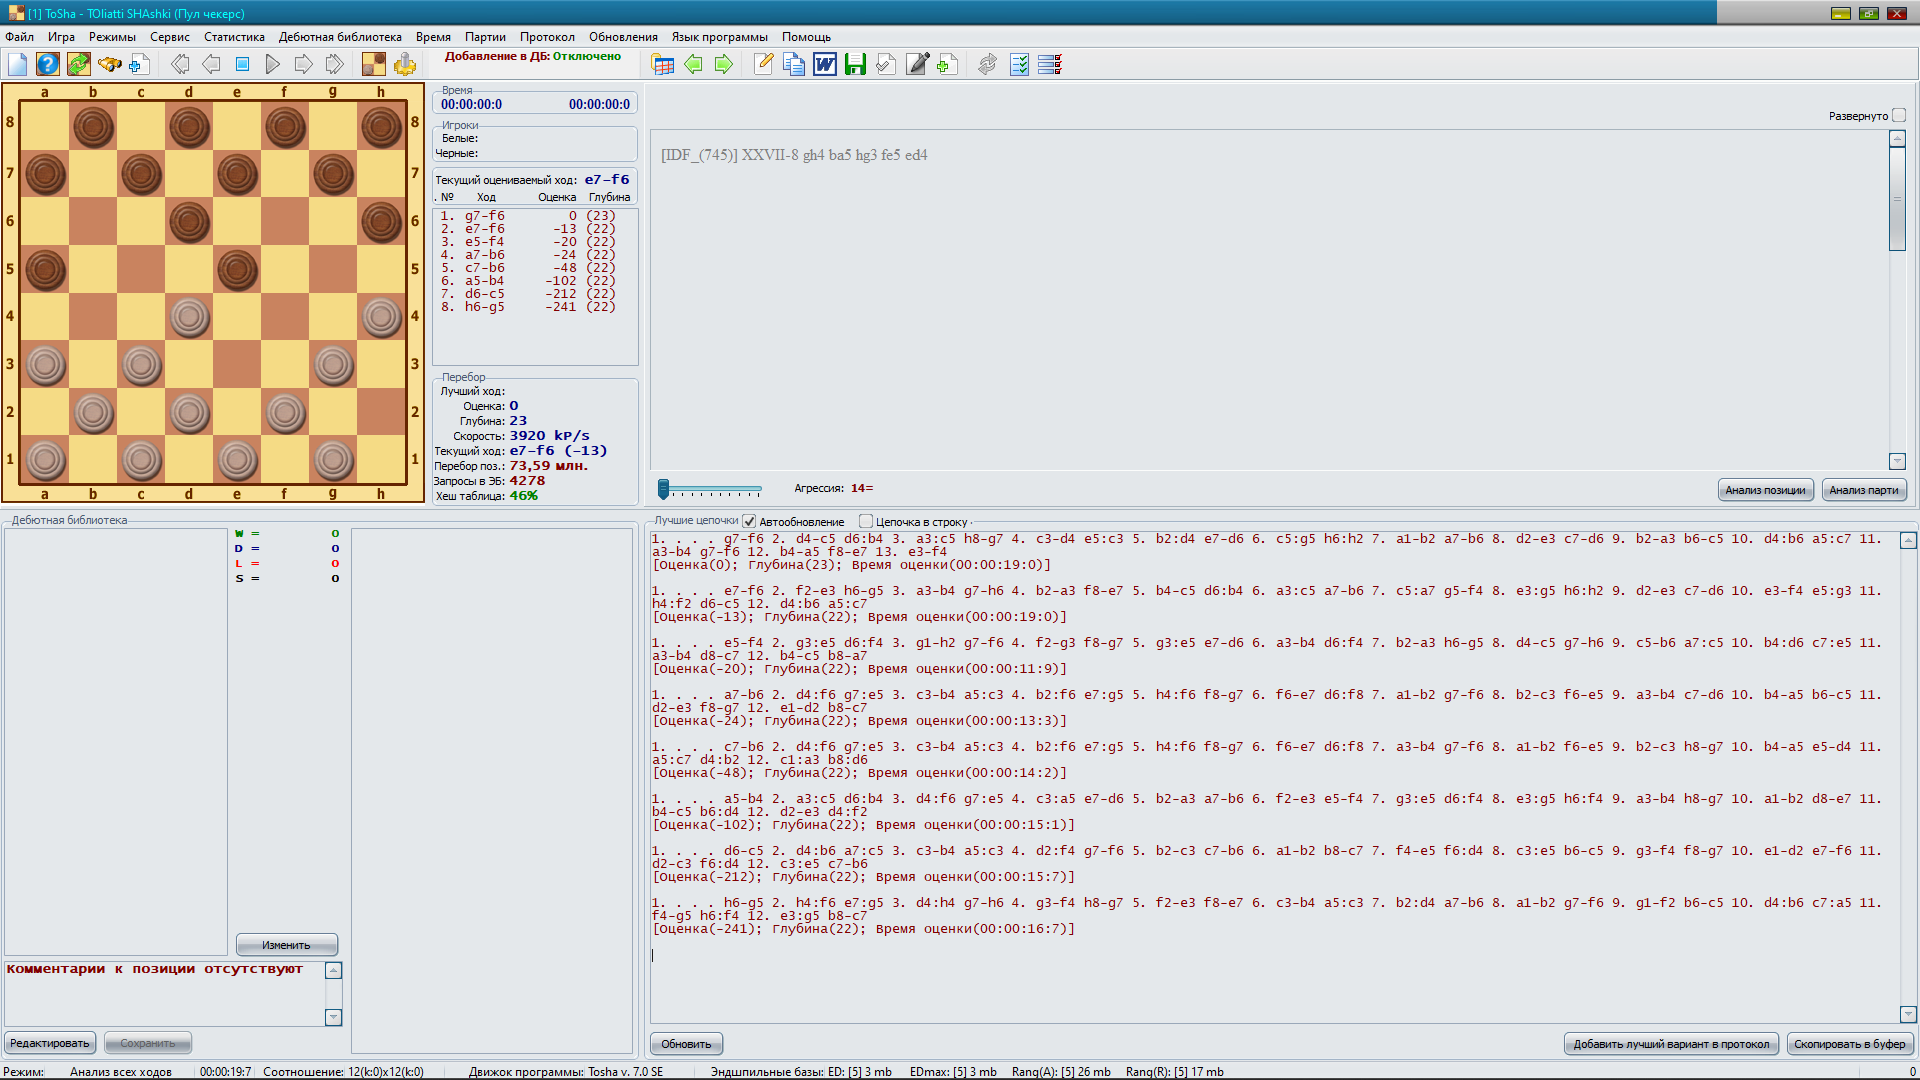 [1] ToSha - TOliatti SHAshki (Пул чекерс)
Файл Игра Режимы Сервис Статистика Дебютная библиотека Время Партии Протокол Обновления Язык программы Помощь
Добавление в ДБ: Отключено
a b c d e f g h
8 8
7 7
6 6
5 5
4 4
3 3
2 2
1 1
a b c d e f g h
Время
00:00:00:0 00:00:00:0
Игроки
Белые:
Черные:
Текущий оцениваемый ход: e7-f6
. № Ход Оценка Глубина
1. g7-f6 0 (23)
2. e7-f6 -13 (22)
3. e5-f4 -20 (22)
4. a7-b6 -24 (22)
5. c7-b6 -48 (22)
6. a5-b4 -102 (22)
7. d6-c5 -212 (22)
8. h6-g5 -241 (22)
Перебор
Лучший ход:
Оценка: 0
Глубина: 23
Скорость: 3920 kP/s
Текущий ход: e7-f6 (-13)
Перебор поз.: 73,59 млн.
Запросы в ЭБ: 4278
Хеш таблица: 46%
Развернуто
[IDF_(745)] XXVII-8 gh4 ba5 hg3 fe5 ed4
Агрессия: 14=
Анализ позиции Анализ парти
Дебютная библиотека
W = 0
D = 0
L = 0
S = 0
Изменить
Комментарии к позиции отсутствуют
Редактировать Сохранить
Лучшие цепочки Автообновление Цепочка в строку
1. . . . g7-f6 2. d4-c5 d6:b4 3. a3:c5 h8-g7 4. c3-d4 e5:c3 5. b2:d4 e7-d6 6. c5:g5 h6:h2 7. a1-b2 a7-b6 8. d2-e3 c7-d6 9. b2-a3 b6-c5 10. d4:b6 a5:c7 11.
a3-b4 g7-f6 12. b4-a5 f8-e7 13. e3-f4
[Оценка(0); Глубина(23); Время оценки(00:00:19:0)]
1. . . . e7-f6 2. f2-e3 h6-g5 3. a3-b4 g7-h6 4. b2-a3 f8-e7 5. b4-c5 d6:b4 6. a3:c5 a7-b6 7. c5:a7 g5-f4 8. e3:g5 h6:h2 9. d2-e3 c7-d6 10. e3-f4 e5:g3 11.
h4:f2 d6-c5 12. d4:b6 a5:c7
[Оценка(-13); Глубина(22); Время оценки(00:00:19:0)]
1. . . . e5-f4 2. g3:e5 d6:f4 3. g1-h2 g7-f6 4. f2-g3 f8-g7 5. g3:e5 e7-d6 6. a3-b4 d6:f4 7. b2-a3 h6-g5 8. d4-c5 g7-h6 9. c5-b6 a7:c5 10. b4:d6 c7:e5 11.
a3-b4 d8-c7 12. b4-c5 b8-a7
[Оценка(-20); Глубина(22); Время оценки(00:00:11:9)]
1. . . . a7-b6 2. d4:f6 g7:e5 3. c3-b4 a5:c3 4. b2:f6 e7:g5 5. h4:f6 f8-g7 6. f6-e7 d6:f8 7. a1-b2 g7-f6 8. b2-c3 f6-e5 9. a3-b4 c7-d6 10. b4-a5 b6-c5 11.
d2-e3 f8-g7 12. e1-d2 b8-c7
[Оценка(-24); Глубина(22); Время оценки(00:00:13:3)]
1. . . . c7-b6 2. d4:f6 g7:e5 3. c3-b4 a5:c3 4. b2:f6 e7:g5 5. h4:f6 f8-g7 6. f6-e7 d6:f8 7. a3-b4 g7-f6 8. a1-b2 f6-e5 9. b2-c3 h8-g7 10. b4-a5 e5-d4 11.
a5:c7 d4:b2 12. c1:a3 b8:d6
[Оценка(-48); Глубина(22); Время оценки(00:00:14:2)]
1. . . . a5-b4 2. a3:c5 d6:b4 3. d4:f6 g7:e5 4. c3:a5 e7-d6 5. b2-a3 a7-b6 6. f2-e3 e5-f4 7. g3:e5 d6:f4 8. e3:g5 h6:f4 9. a3-b4 h8-g7 10. a1-b2 d8-e7 11.
b4-c5 b6:d4 12. d2-e3 d4:f2
[Оценка(-102); Глубина(22); Время оценки(00:00:15:1)]
1. . . . d6-c5 2. d4:b6 a7:c5 3. c3-b4 a5:c3 4. d2:f4 g7-f6 5. b2-c3 c7-b6 6. a1-b2 b8-c7 7. f4-e5 f6:d4 8. c3:e5 b6-c5 9. g3-f4 f8-g7 10. e1-d2 e7-f6 11.
d2-c3 f6:d4 12. c3:e5 c7-b6
[Оценка(-212); Глубина(22); Время оценки(00:00:15:7)]
1. . . . h6-g5 2. h4:f6 e7:g5 3. d4:h4 g7-h6 4. g3-f4 h8-g7 5. f2-e3 f8-e7 6. c3-b4 a5:c3 7. b2:d4 a7-b6 8. a1-b2 g7-f6 9. g1-f2 b6-c5 10. d4:b6 c7:a5 11.
f4-g5 h6:f4 12. e3:g5 b8-c7
[Оценка(-241); Глубина(22); Время оценки(00:00:16:7)]
Обновить Добавить лучший вариант в протокол Скопировать в буфер
Режим: Анализ всех ходов 00:00:19:7 Соотношение: 12(k:0)x12(k:0) Движок программы: Tosha v. 7.0 SE Эндшпильные базы: ED: [5] 3 mb EDmax: [5] 3 mb Rang(A): [5] 26 mb Rang(R): [5] 17 mb 0